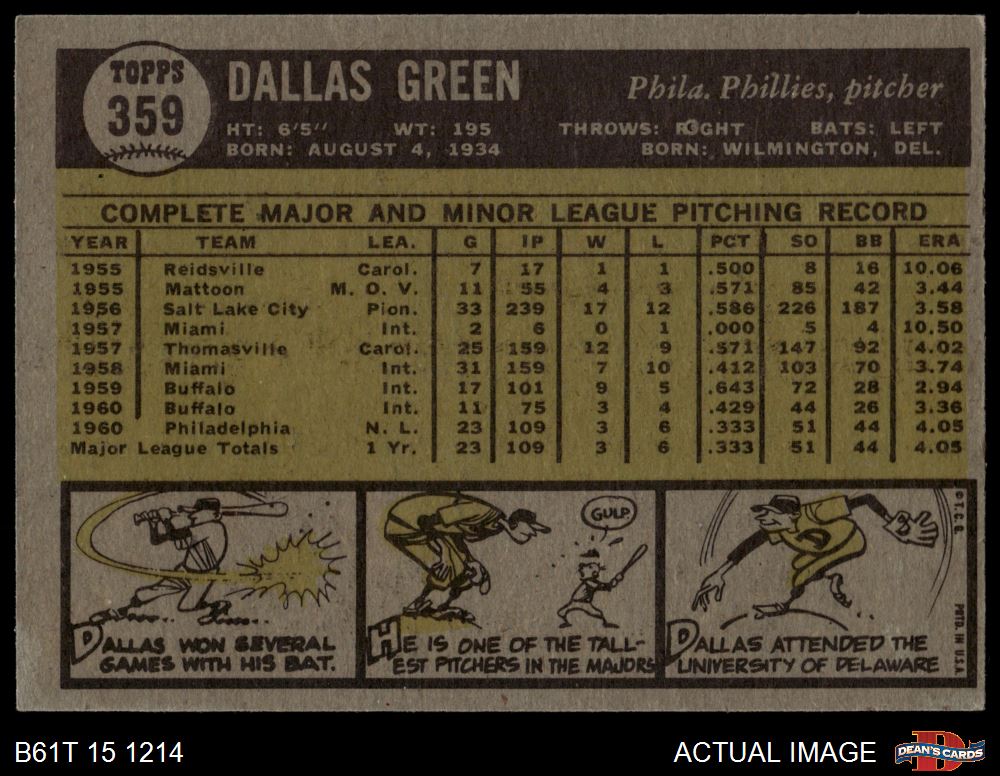 TOPPS
359
DALLAS GREEN
Phila. Phillies, pitcher
HT: 6'5" WT: 195 THROWS: RIGHT BATS: LEFT
BORN: AUGUST 4, 1934 BORN: WILMINGTON, DEL.
COMPLETE MAJOR AND MINOR LEAGUE PITCHING RECORD
YEAR TEAM LEA. G IP W L PCT SO BB ERA
1955 Reidsville Carol. 7 17 1 1 .500 8 16 10.06
1955 Mattoon M. O. V. 11 55 4 3 .571 85 42 3.44
1956 Salt Lake City Pion. 33 239 17 12 .586 226 187 3.58
1957 Miami Int. 2 6 0 1 .000 5 4 10.50
1957 Thomasville Carol. 25 159 12 9 .571 147 92 4.02
1958 Miami Int. 31 159 7 10 .412 103 70 3.74
1959 Buffalo Int. 17 101 9 5 .643 72 28 2.94
1960 Buffalo Int. 11 75 3 4 .429 44 26 3.36
1960 Philadelphia N. L. 23 109 3 6 .333 51 44 4.05
Major League Totals 1 Yr. 23 109 3 6 .333 51 44 4.05
DALLAS WON SEVERAL
GAMES WITH HIS BAT.
GULP
HE IS ONE OF THE TALL-
EST PITCHERS IN THE MAJORS
DALLAS ATTENDED THE
UNIVERSITY OF DELAWARE
© T. C. G. PRTD. IN U.S.A.
B61T 15 1214
ACTUAL IMAGE
DEAN'S CARDS